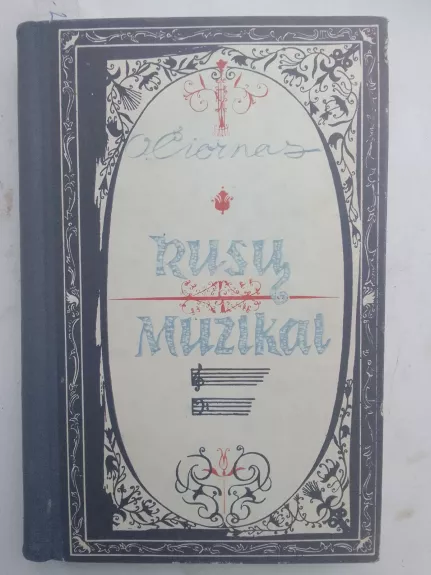 O. Čiornas
Rusų
Muzikai